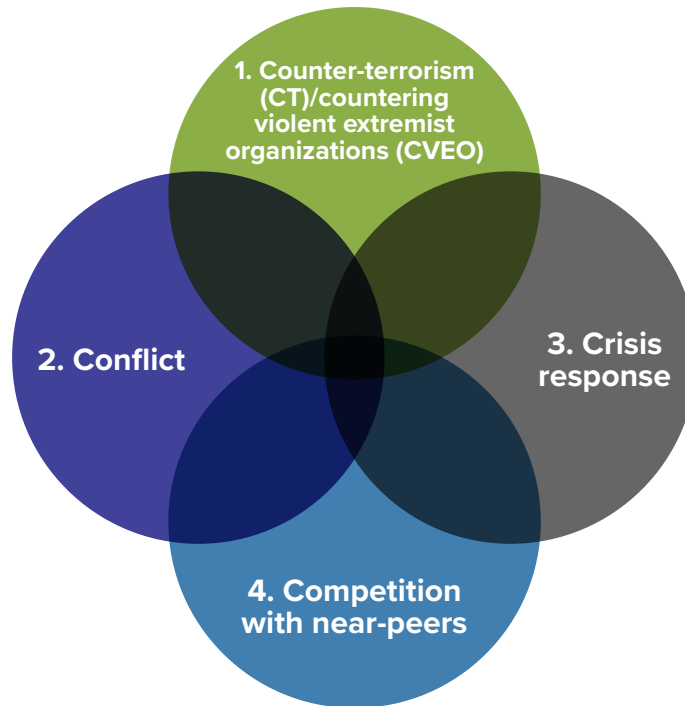 1. Counter-terrorism
(CT)/countering
violent extremist
organizations (CVEO)
2. Conflict
3. Crisis
response
4. Competition
with near-peers